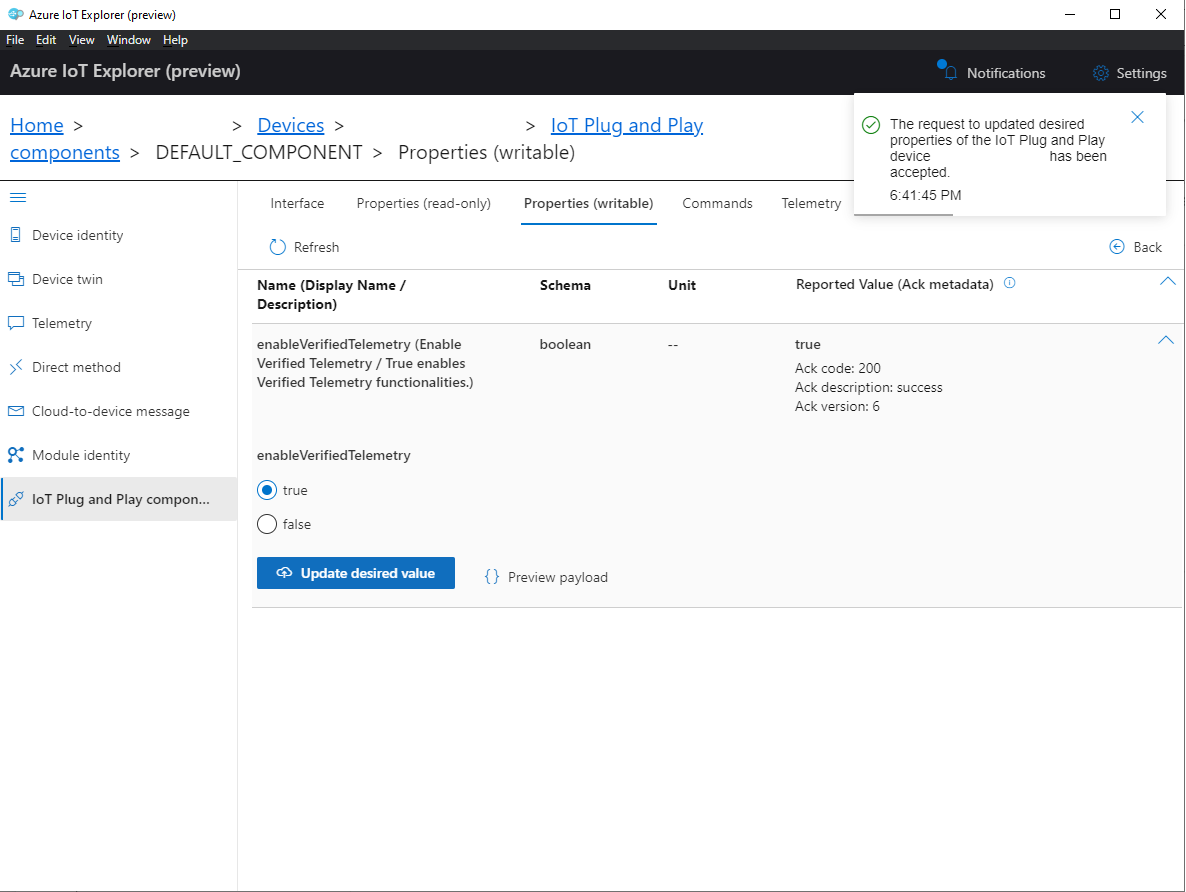 Azure IoT Explorer (preview)
File Edit View Window Help
Azure IoT Explorer (preview)
Notifications
Settings
Home > > Devices > > IoT Plug and Play
components > DEFAULT_COMPONENT > Properties (writable)
The request to updated desired
properties of the IoT Plug and Play
device has been
accepted.
6:41:45 PM
Device identity
Device twin
Telemetry
Direct method
Cloud-to-device message
Module identity
IoT Plug and Play compon...
Interface Properties (read-only) Properties (writable) Commands Telemetry
Refresh
Back
Name (Display Name /
Description)
Schema
Unit
Reported Value (Ack metadata)
enableVerifiedTelemetry (Enable
Verified Telemetry / True enables
Verified Telemetry functionalities.)
boolean
--
true
Ack code: 200
Ack description: success
Ack version: 6
enableVerifiedTelemetry
true
false
Update desired value
{} Preview payload